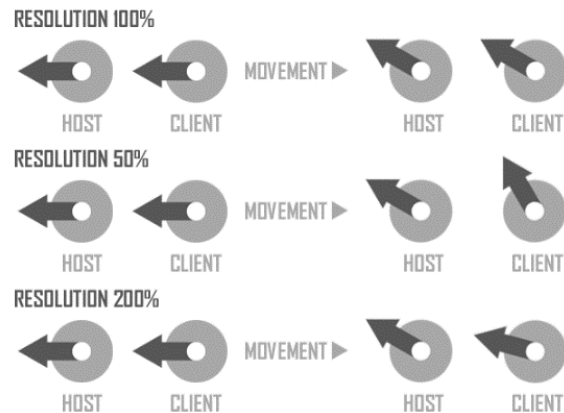 RESOLUTION 100%
MOVEMENT
HOST CLIENT HOST CLIENT
RESOLUTION 50%
MOVEMENT
HOST CLIENT HOST CLIENT
RESOLUTION 200%
MOVEMENT
HOST CLIENT HOST CLIENT